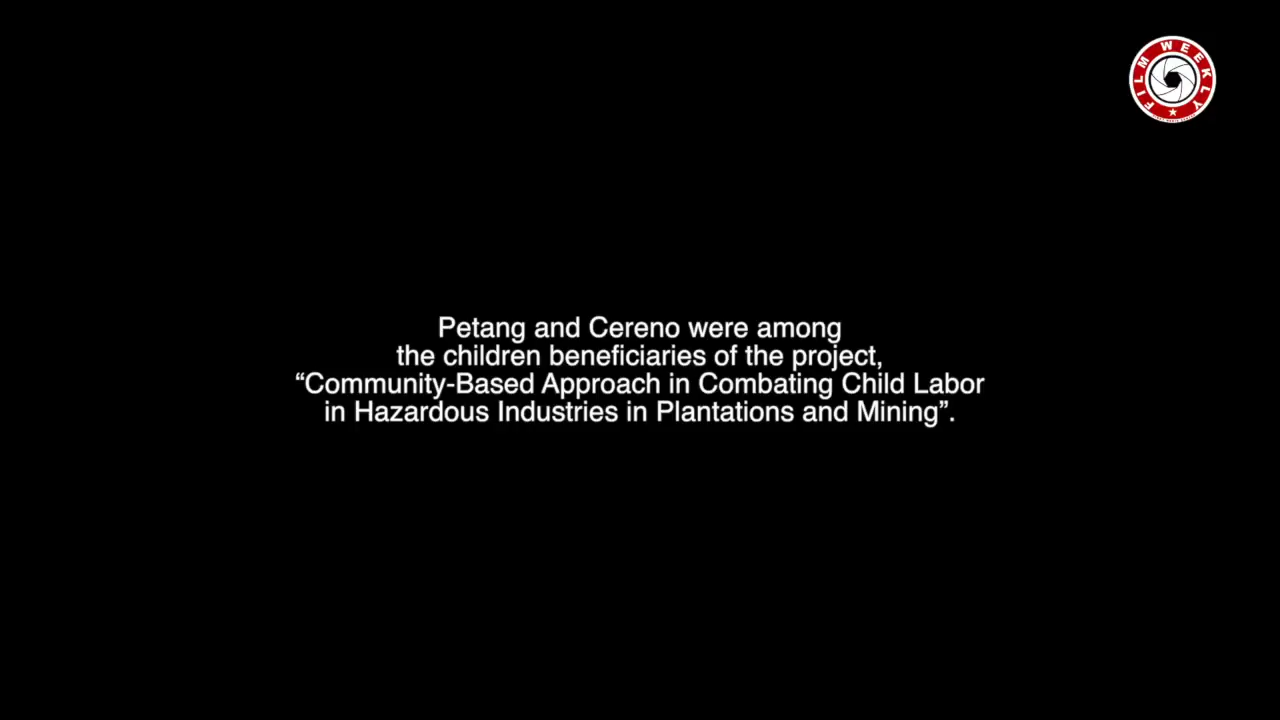 FILM WEEKLY
Petang and Cereno were among
the children beneficiaries of the project,
“Community-Based Approach in Combating Child Labor
in Hazardous Industries in Plantations and Mining”.